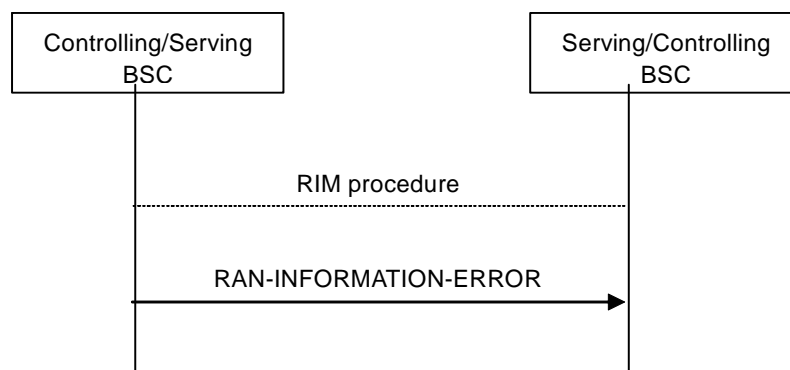 Controlling/Serving
BSC
Serving/Controlling
BSC
RIM procedure
RAN-INFORMATION-ERROR